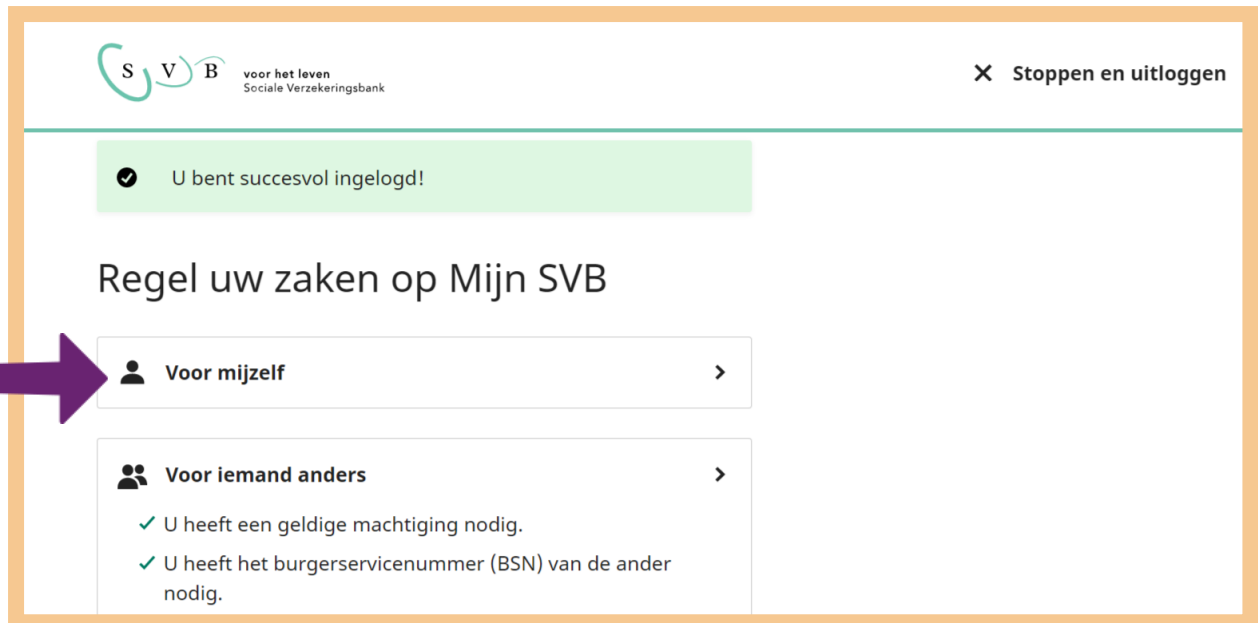 S V B
voor het leven
Sociale Verzekeringsbank
Stoppen en uitloggen
U bent succesvol ingelogd!
Regel uw zaken op Mijn SVB
Voor mijzelf
Voor iemand anders
U heeft een geldige machtiging nodig.
U heeft het burgerservicenummer (BSN) van de ander
nodig.